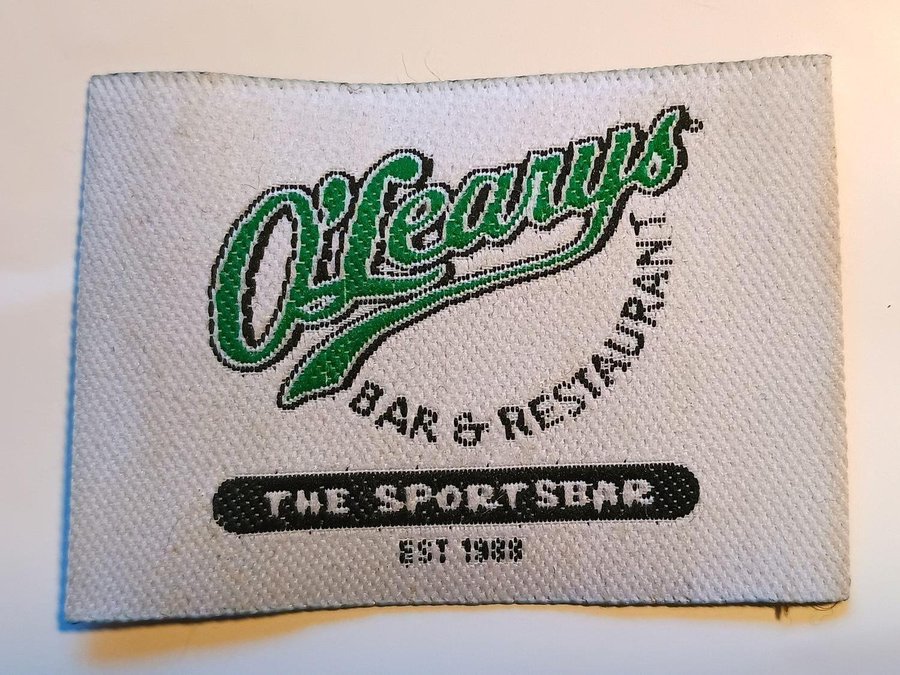 O'Learys
BAR & RESTAURANT
THE SPORTSBAR
EST 1988